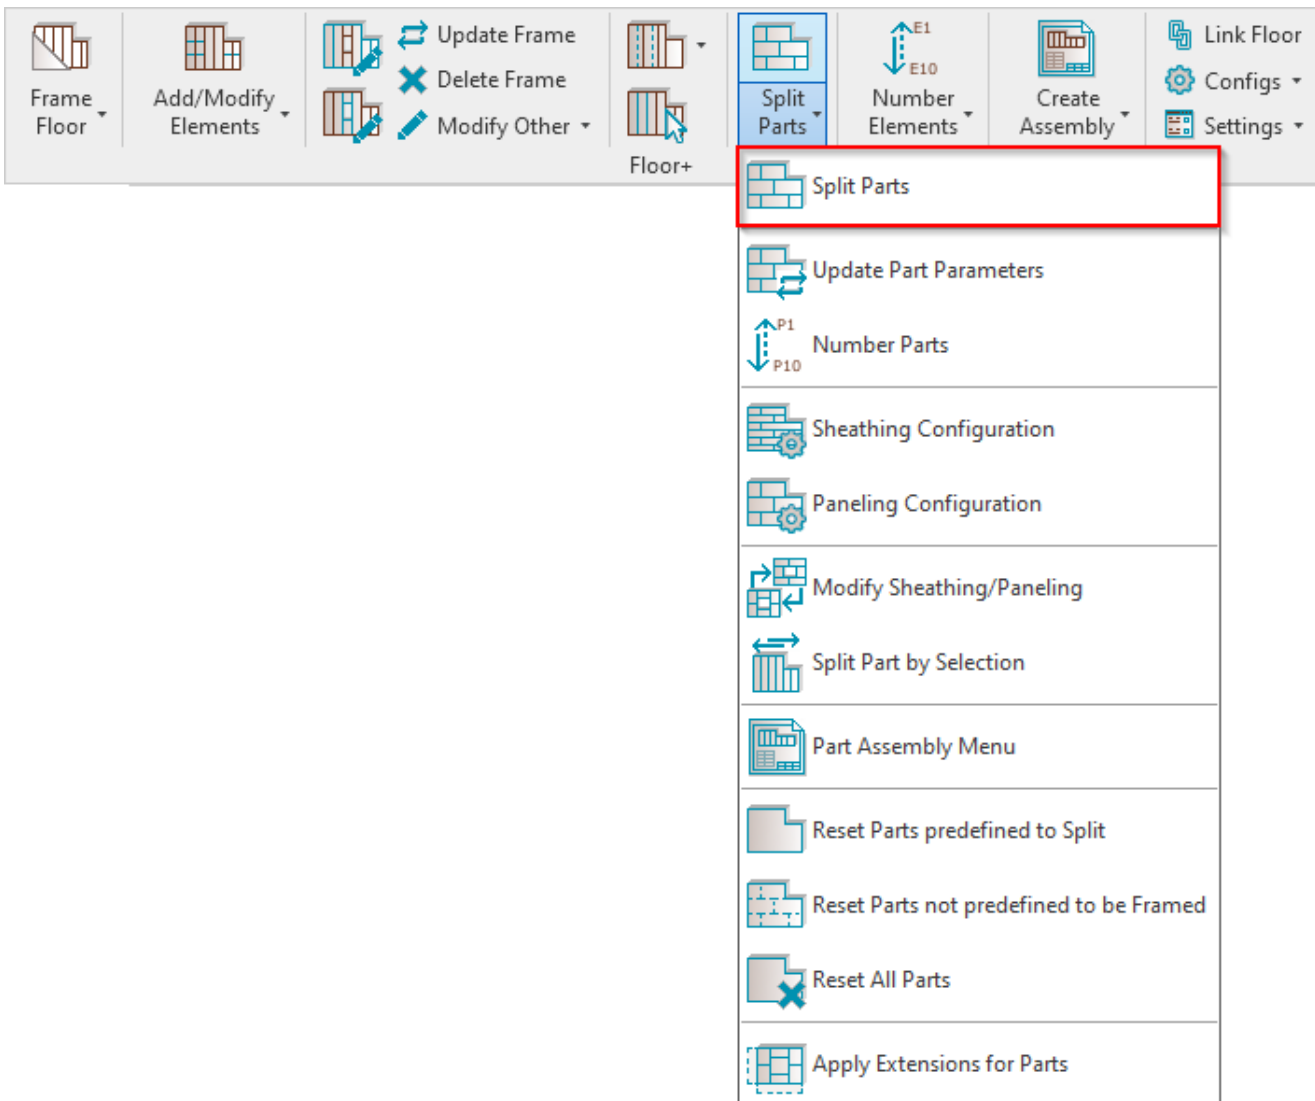 Frame
Floor
Add/Modify
Elements
Update Frame
Delete Frame
Modify Other
Floor+
Split
Parts
E1
E10
Number
Elements
Create
Assembly
Link Floor
Configs
Settings
Split Parts
Update Part Parameters
P1
P10
Number Parts
Sheathing Configuration
Paneling Configuration
Modify Sheathing/Paneling
Split Part by Selection
Part Assembly Menu
Reset Parts predefined to Split
Reset Parts not predefined to be Framed
Reset All Parts
Apply Extensions for Parts